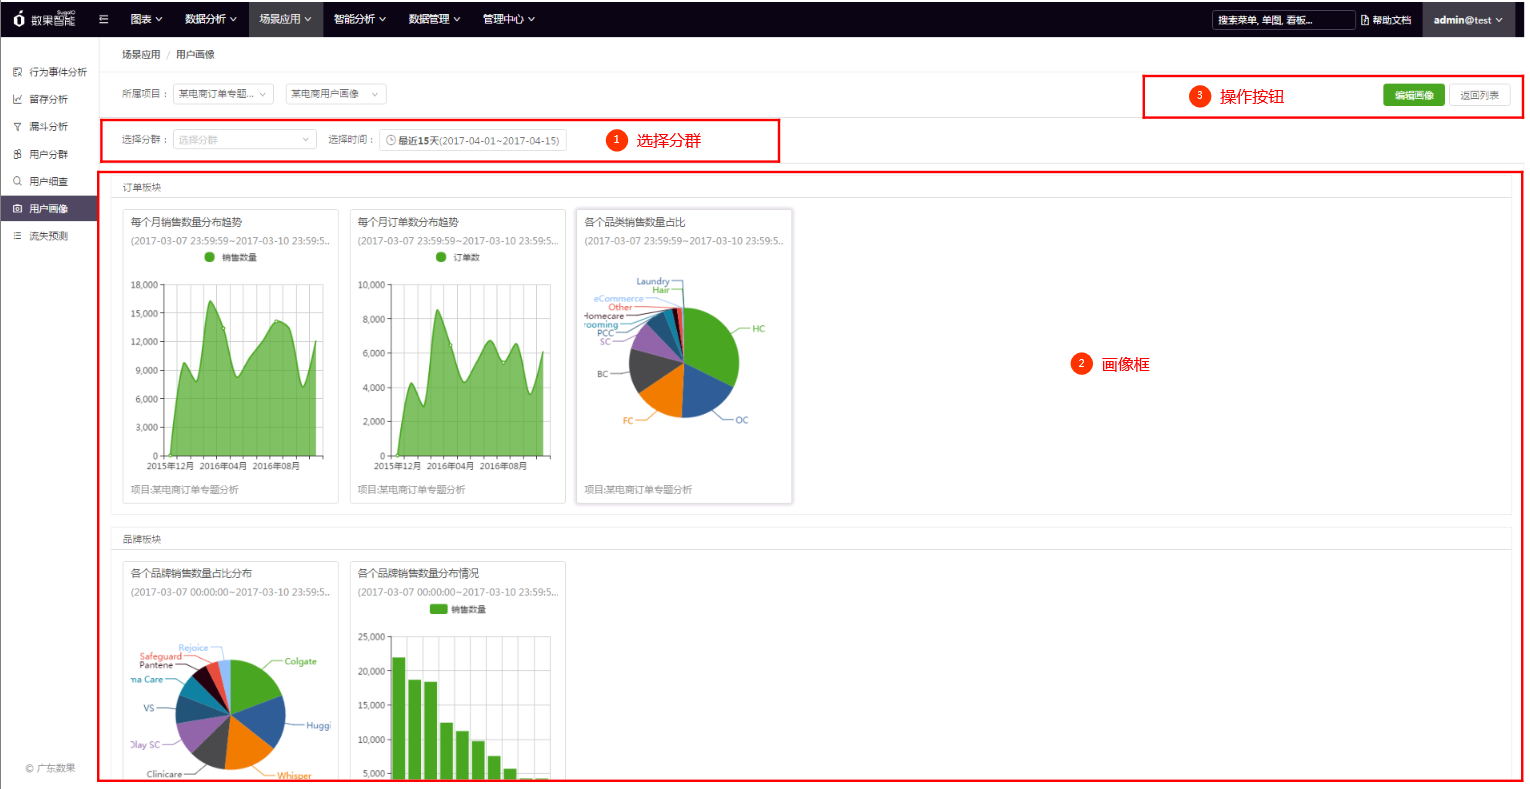 SugaIO
数果智能 图表 数据分析 场景应用 智能分析 数据管理 管理中心 搜索菜单, 单图, 看板... 帮助文档 admin@test
场景应用 / 用户画像
行为事件分析
留存分析
漏斗分析
用户分群
用户细查
用户画像
流失预测
所属项目： 某电商订单专题... 某电商用户画像
3 操作按钮 编辑画像 返回列表
选择分群： 选择分群 选择时间： 最近15天(2017-04-01~2017-04-15) 1 选择分群
2 画像框
订单板块
每个月销售数量分布趋势
(2017-03-07 23:59:59~2017-03-10 23:59:5...
销售数量
18,000
15,000
12,000
9,000
6,000
3,000
0
2015年12月 2016年04月 2016年08月
项目:某电商订单专题分析
每个月订单数分布趋势
(2017-03-07 23:59:59~2017-03-10 23:59:5...
订单数
10,000
8,000
6,000
4,000
2,000
0
2015年12月 2016年04月 2016年08月
项目:某电商订单专题分析
各个品类销售数量占比
(2017-03-07 23:59:59~2017-03-10 23:59:5...
Laundry
Hair
eCommerce
Other
Homecare
rooming
PCC
SC
BC
FC
OC
HC
项目:某电商订单专题分析
品牌板块
各个品牌销售数量占比分布
(2017-03-07 00:00:00~2017-03-10 23:59:5...
Rejoice
Safeguard
Pantene
ma Care
VS
Olay SC
Clinicare
Whisper
Huggi
Colgate
各个品牌销售数量分布情况
(2017-03-07 00:00:00~2017-03-10 23:59:5...
销售数量
25,000
20,000
15,000
10,000
5,000
© 广东数果